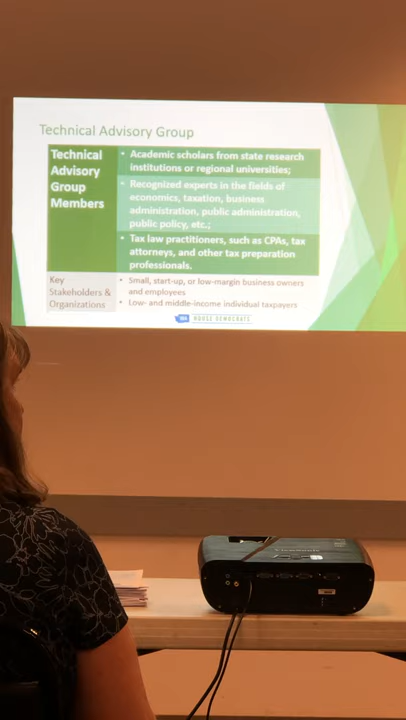 Technical Advisory Group
Technical
Advisory
Group
Members
• Academic scholars from state research
institutions or regional universities;
• Recognized experts in the fields of
economics, taxation, business
administration, public administration,
public policy, etc.;
• Tax law practitioners, such as CPAs, tax
attorneys, and other tax preparation
professionals.
Key
Stakeholders &
Organizations
• Small, start-up, or low-margin business owners
and employees
• Low- and middle-income individual taxpayers
HOUSE DEMOCRATS
ViewSonic